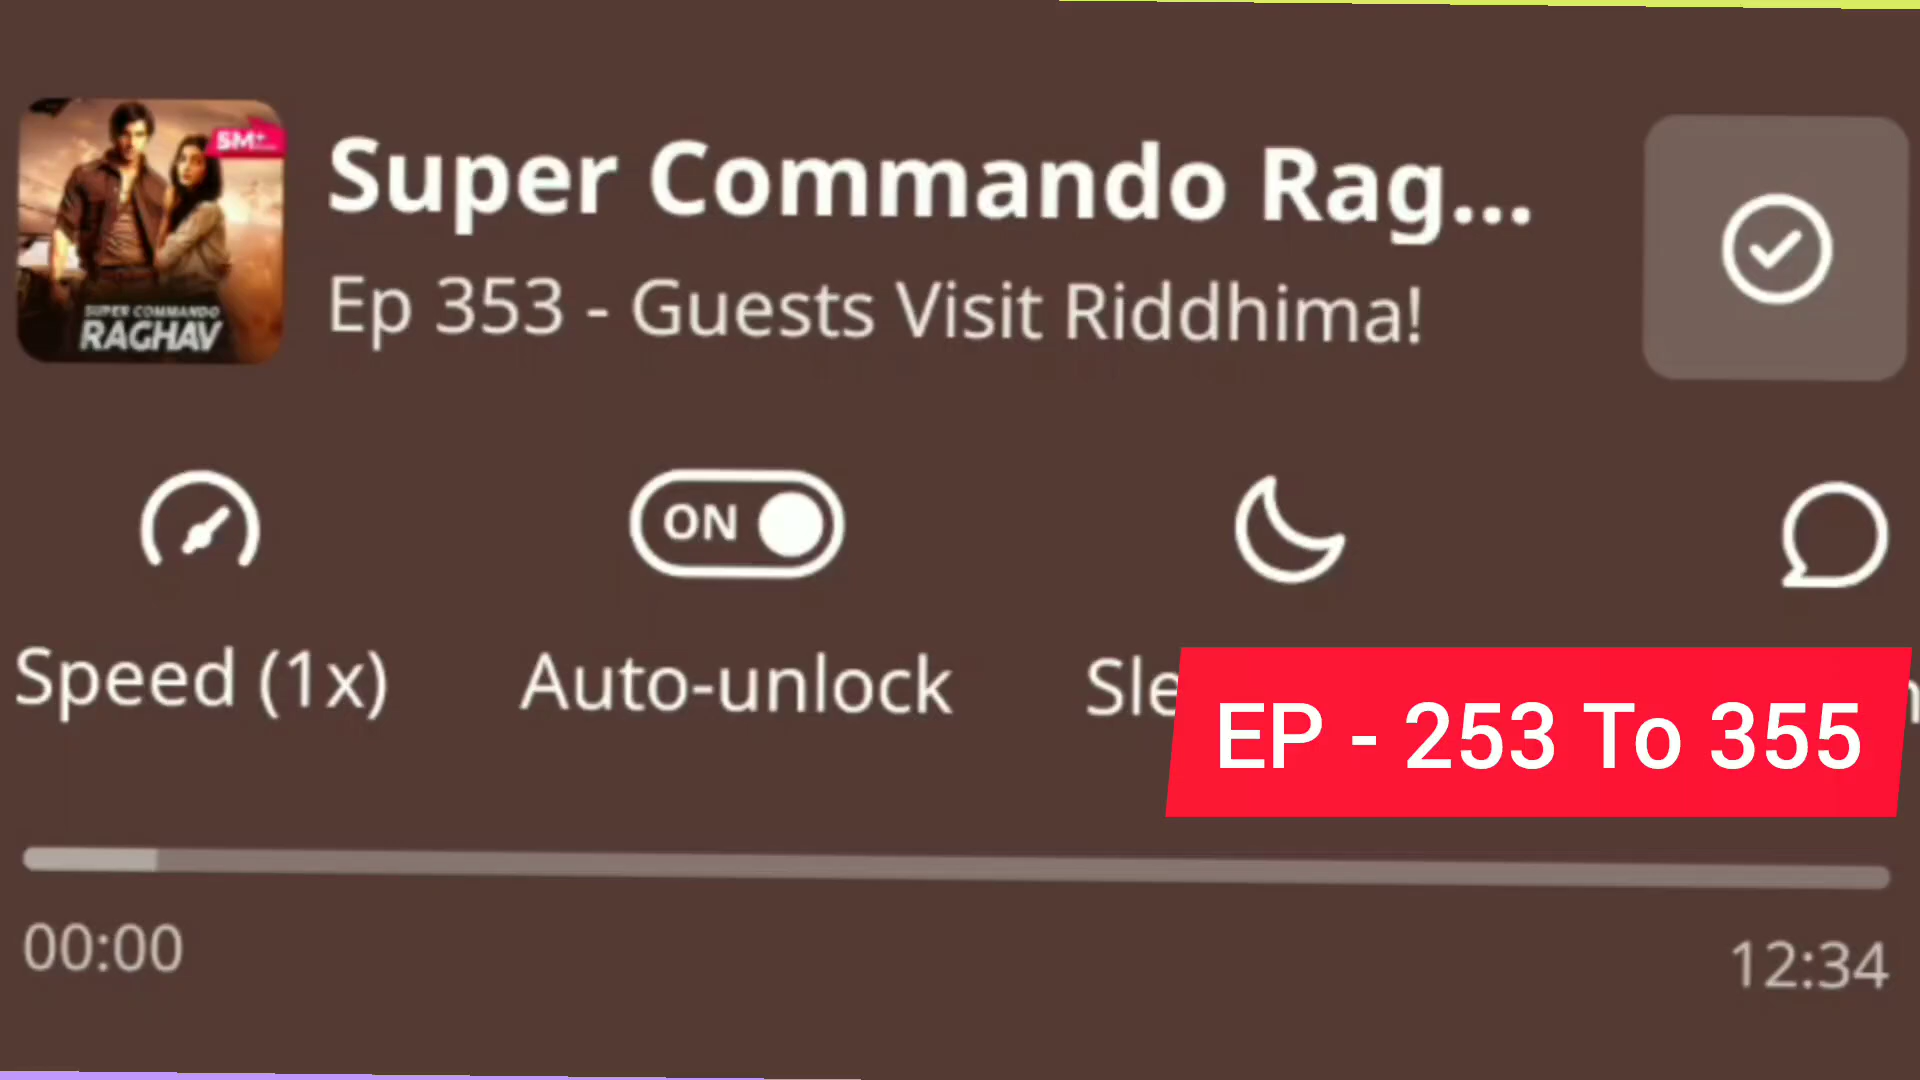 5M+
SUPER COMMANDO
RAGHAV
Super Commando Rag...
Ep 353 - Guests Visit Riddhima!
ON
Speed (1x)
Auto-unlock
Sle
EP - 253 To 355
00:00
12:34